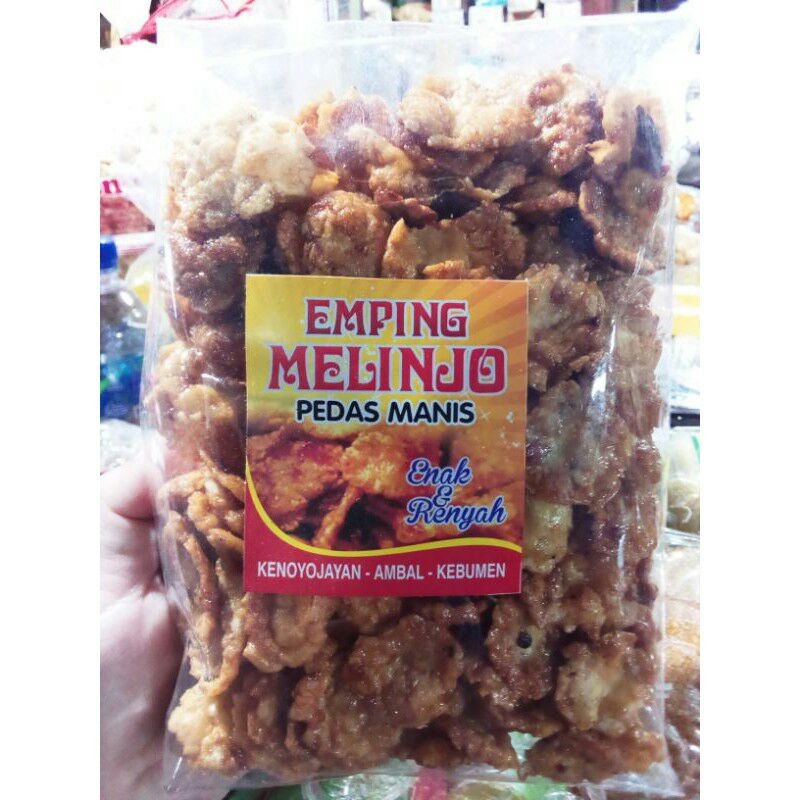 EMPING
MELINJO
PEDAS MANIS
Enak
&
Renyah
KENOYOJAYAN - AMBAL - KEBUMEN